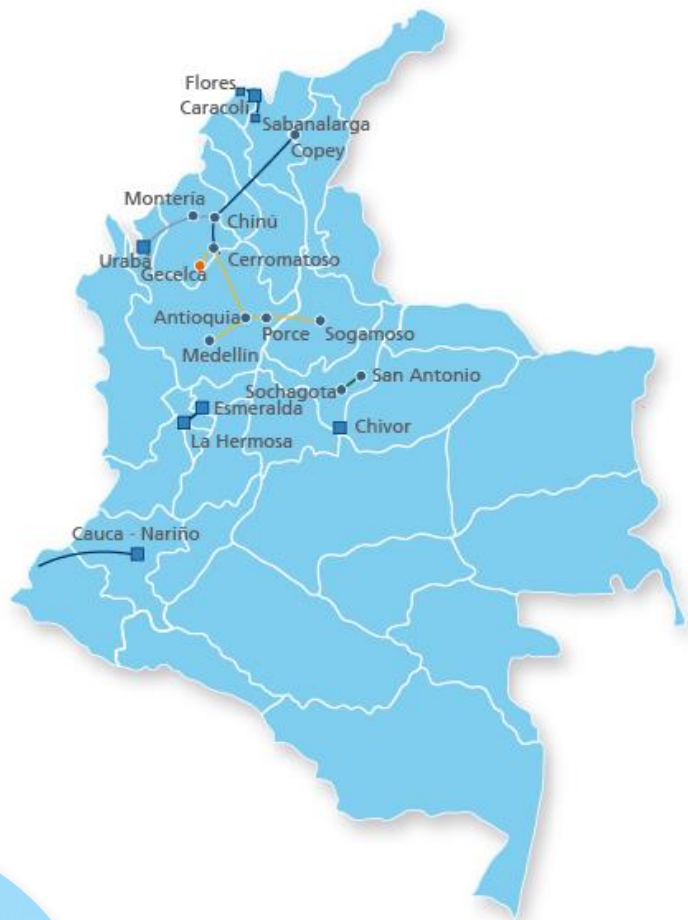 Flores
Caracolí
Sabanalarga
Copey
Montería
Chinú
Urabá
Gecelca
Cerromatoso
Antioquia
Porce
Sogamoso
Medellín
San Antonio
Sochagota
Esmeralda
Chivor
La Hermosa
Cauca - Nariño